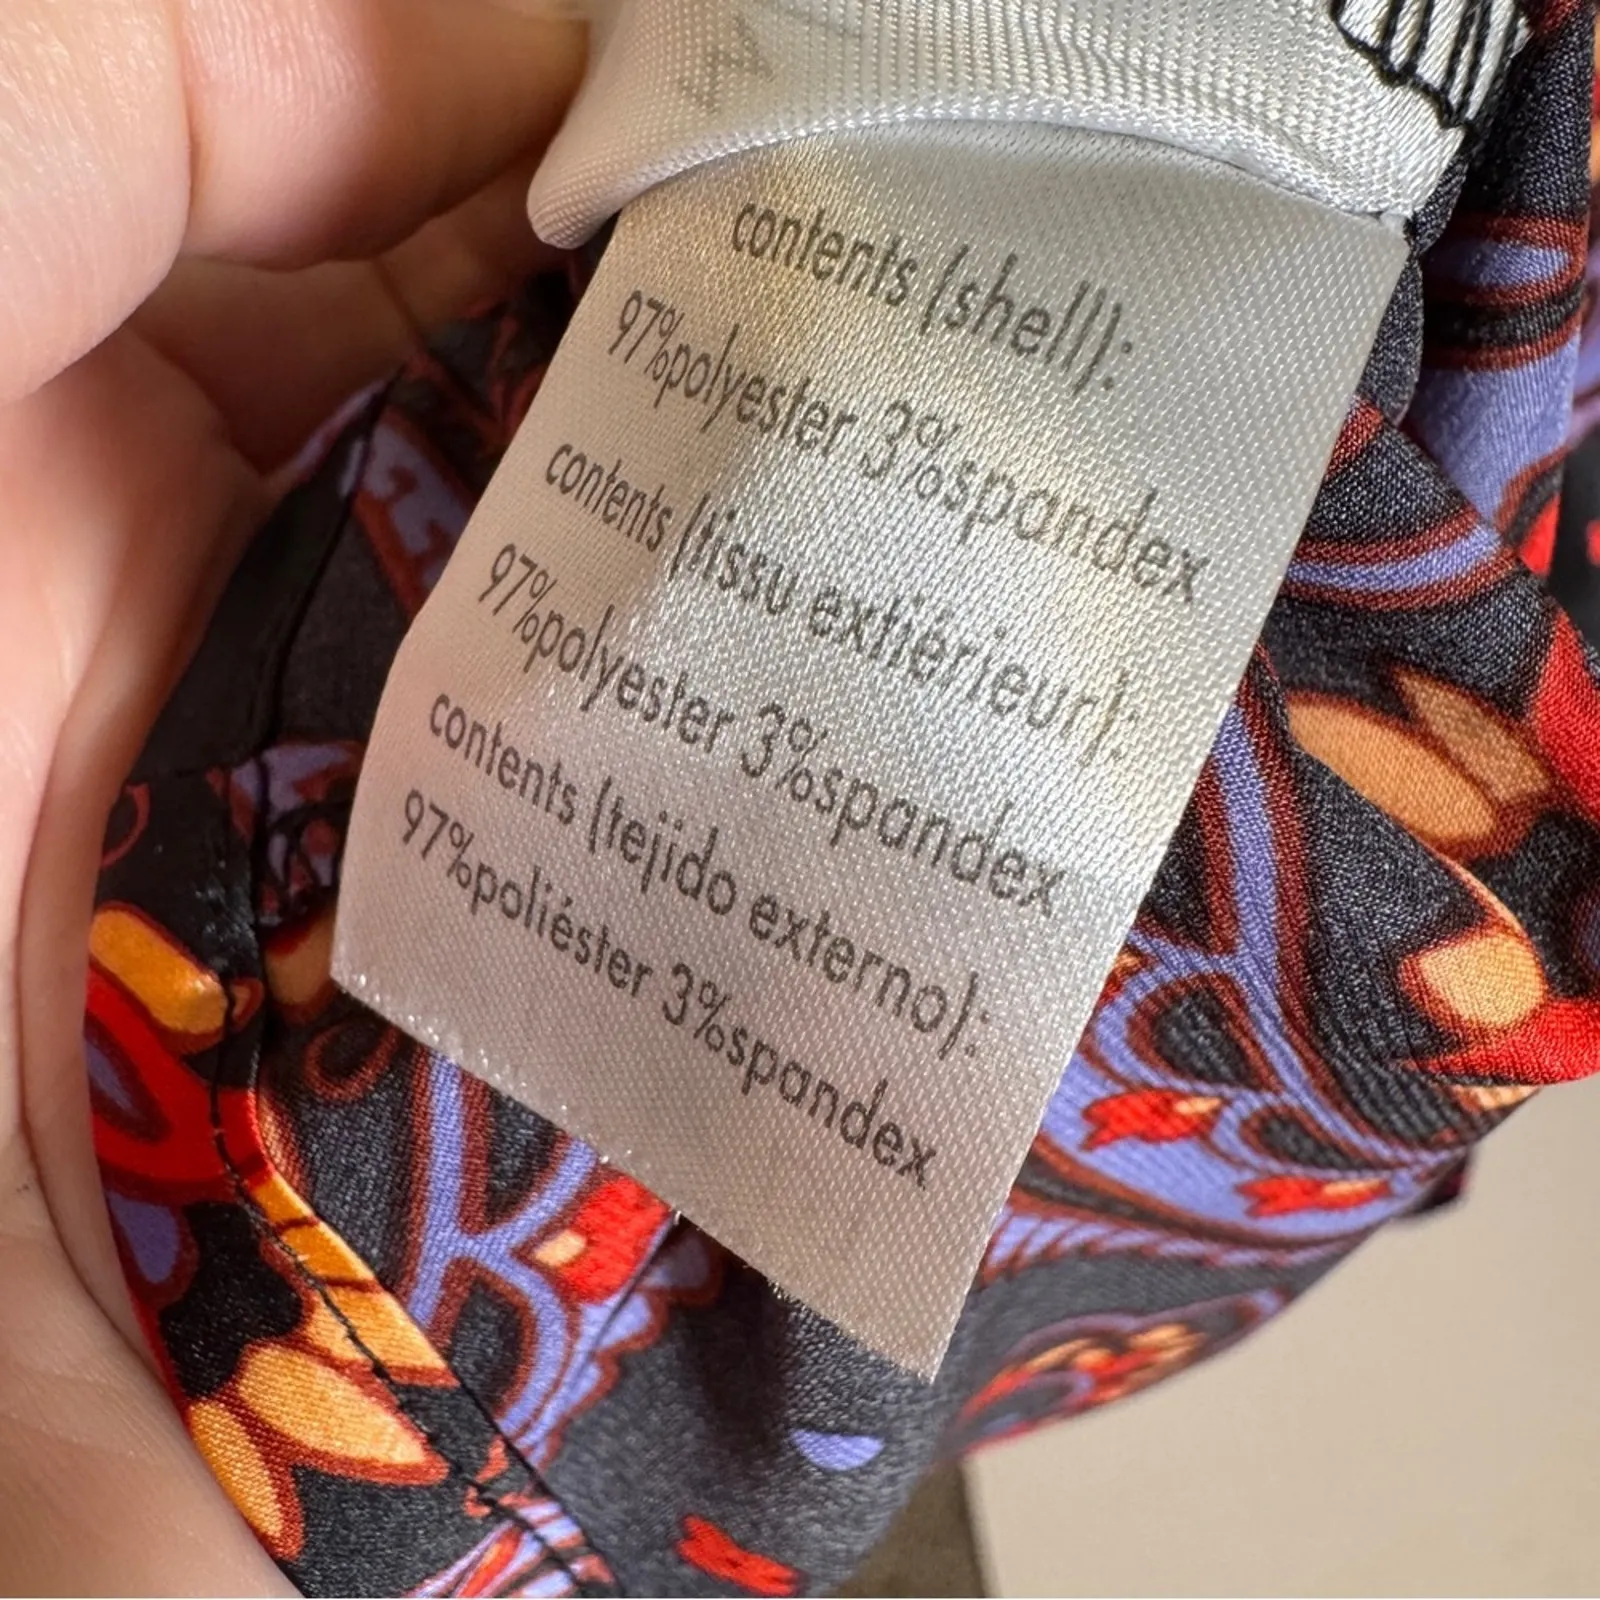 contents (shell):
97%polyester 3%spandex
contents (tissu extiérieur):
97%polyester 3%spandex
contents (tejido externo):
97%poliéster 3%spandex